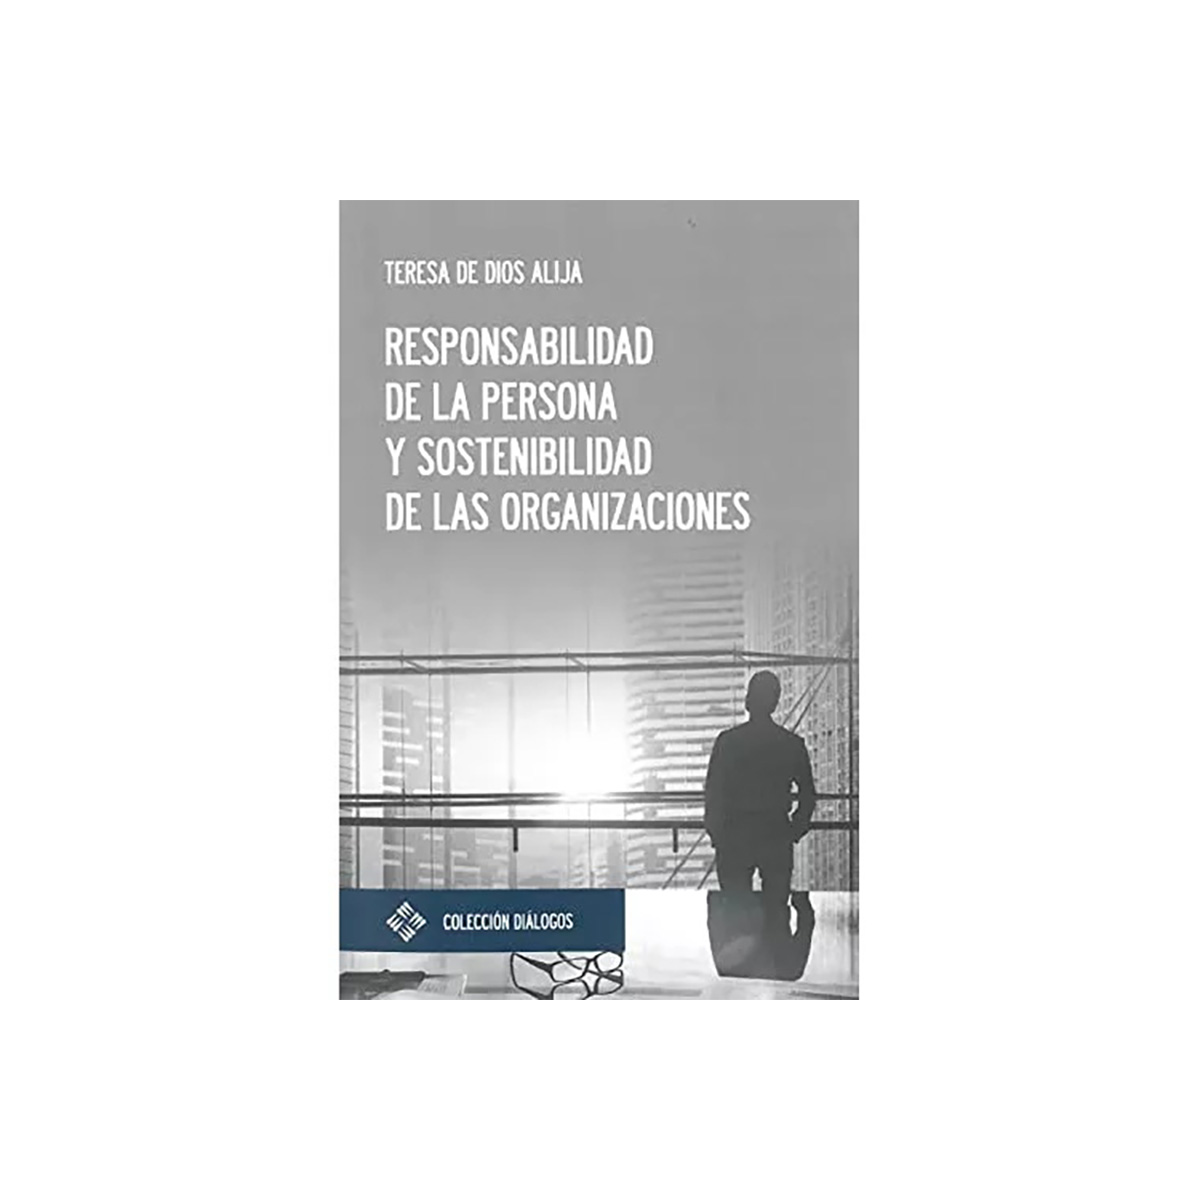 TERESA DE DIOS ALIJA
RESPONSABILIDAD
DE LA PERSONA
Y SOSTENIBILIDAD
DE LAS ORGANIZACIONES
COLECCIÓN DIÁLOGOS